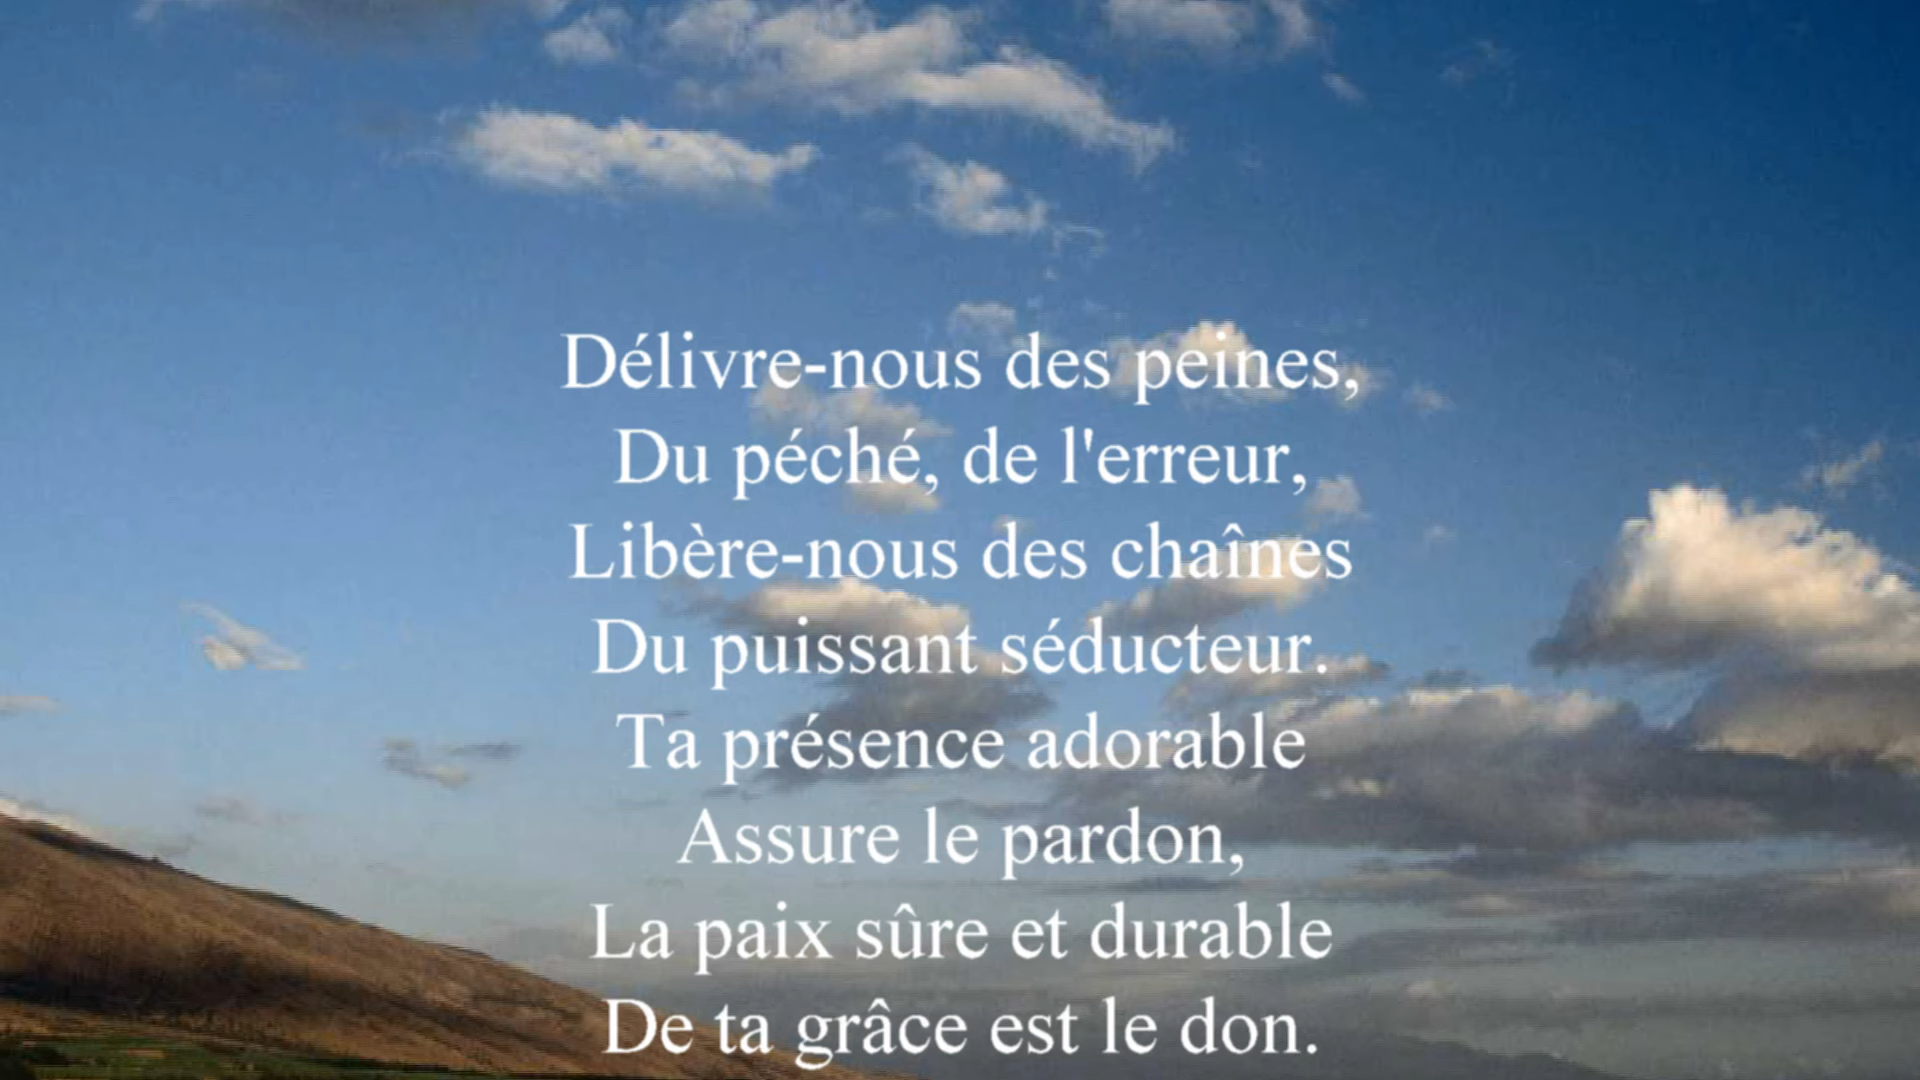 Délivre-nous des peines,
Du péché, de l'erreur,
Libère-nous des chaînes
Du puissant séducteur.
Ta présence adorable
Assure le pardon,
La paix sûre et durable
De ta grâce est le don.